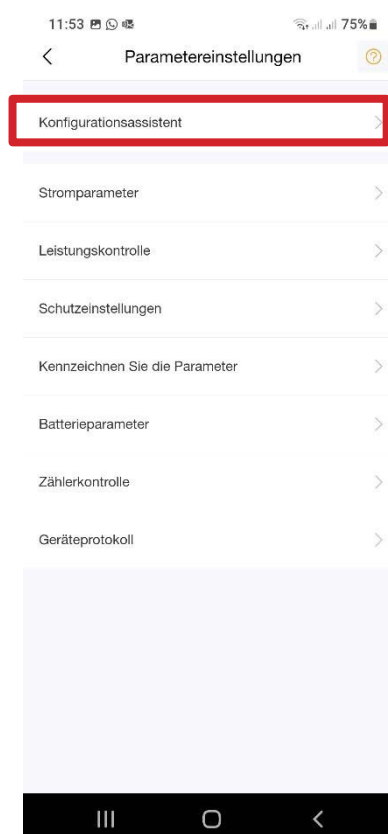 11:53 75%
Parametereinstellungen
Konfigurationsassistent
Stromparameter
Leistungskontrolle
Schutzeinstellungen
Kennzeichnen Sie die Parameter
Batterieparameter
Zählerkontrolle
Geräteprotokoll